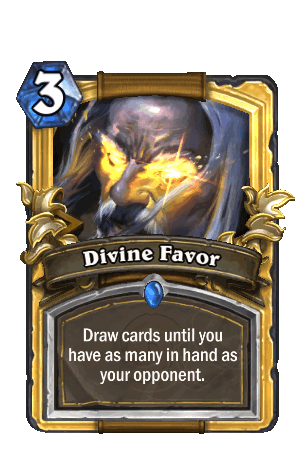 3
Divine Favor
Draw cards until you
have as many in hand as
your opponent.